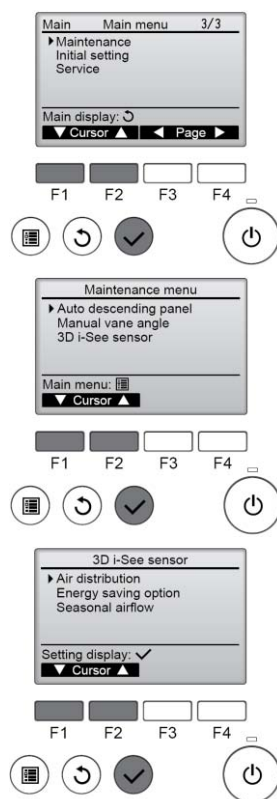 Main Main menu 3/3
Maintenance
Initial setting
Service
Main display:
Cursor Page
F1 F2 F3 F4
Maintenance menu
Auto descending panel
Manual vane angle
3D i-See sensor
Main menu:
Cursor
F1 F2 F3 F4
3D i-See sensor
Air distribution
Energy saving option
Seasonal airflow
Setting display:
Cursor
F1 F2 F3 F4